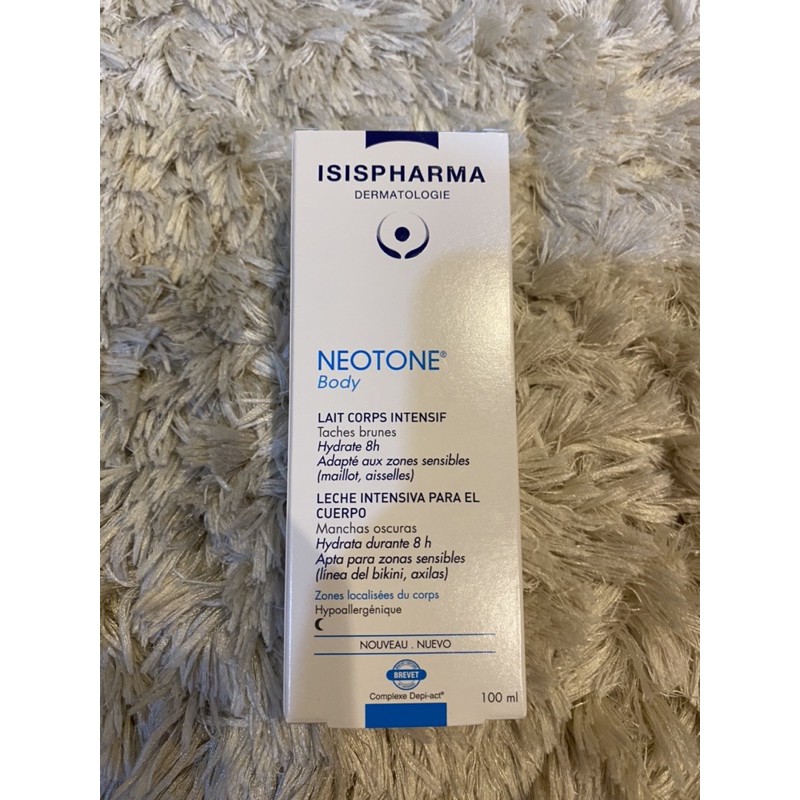 ISISPHARMA
DERMATOLOGIE
NEOTONE®
Body
LAIT CORPS INTENSIF
Taches brunes
Hydrate 8h
Adapté aux zones sensibles
(maillot, aisselles)
LECHE INTENSIVA PARA EL
CUERPO
Manchas oscuras
Hydrata durante 8 h
Apta para zonas sensibles
(línea del bikini, axilas)
Zones localisées du corps
Hypoallergénique
NOUVEAU . NUEVO
BREVET
Complexe Depi-act®
100 ml